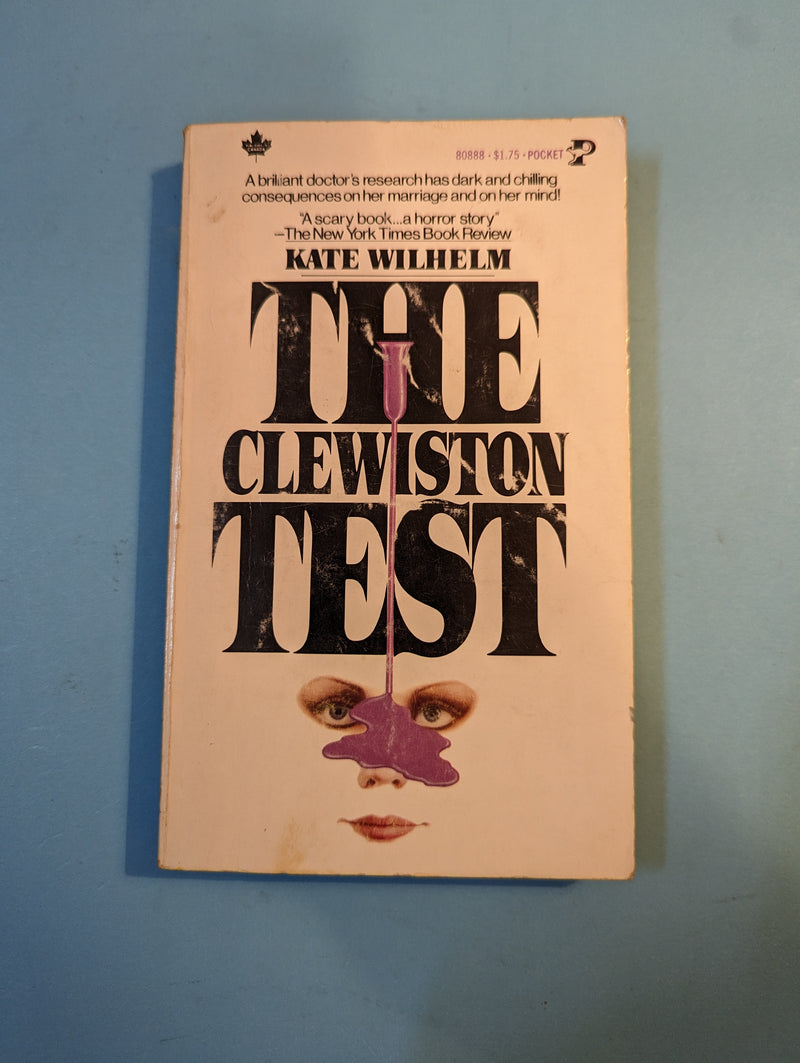 80888 · $1.75 · POCKET
A brilliant doctor's research has dark and chilling
consequences on her marriage and on her mind!
"A scary book...a horror story"
—The New York Times Book Review
KATE WILHELM
THE
CLEWISTON
TEST